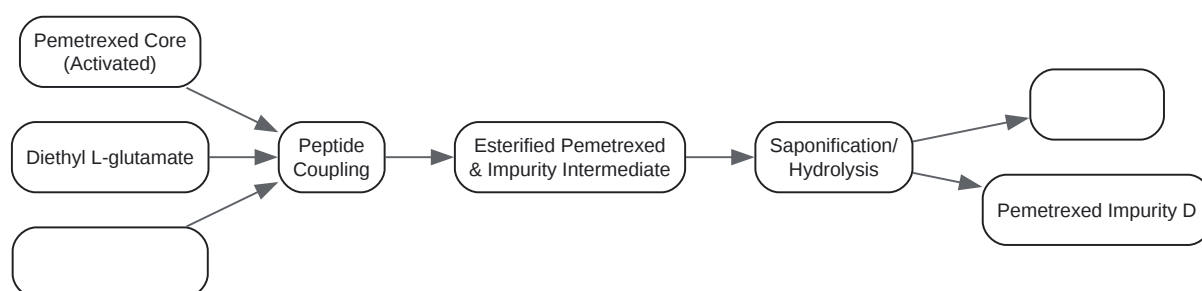 Pemetrexed Core
(Activated)
Diethyl L-glutamate
Peptide
Coupling
Esterified Pemetrexed
& Impurity Intermediate
Saponification/
Hydrolysis
Pemetrexed Impurity D